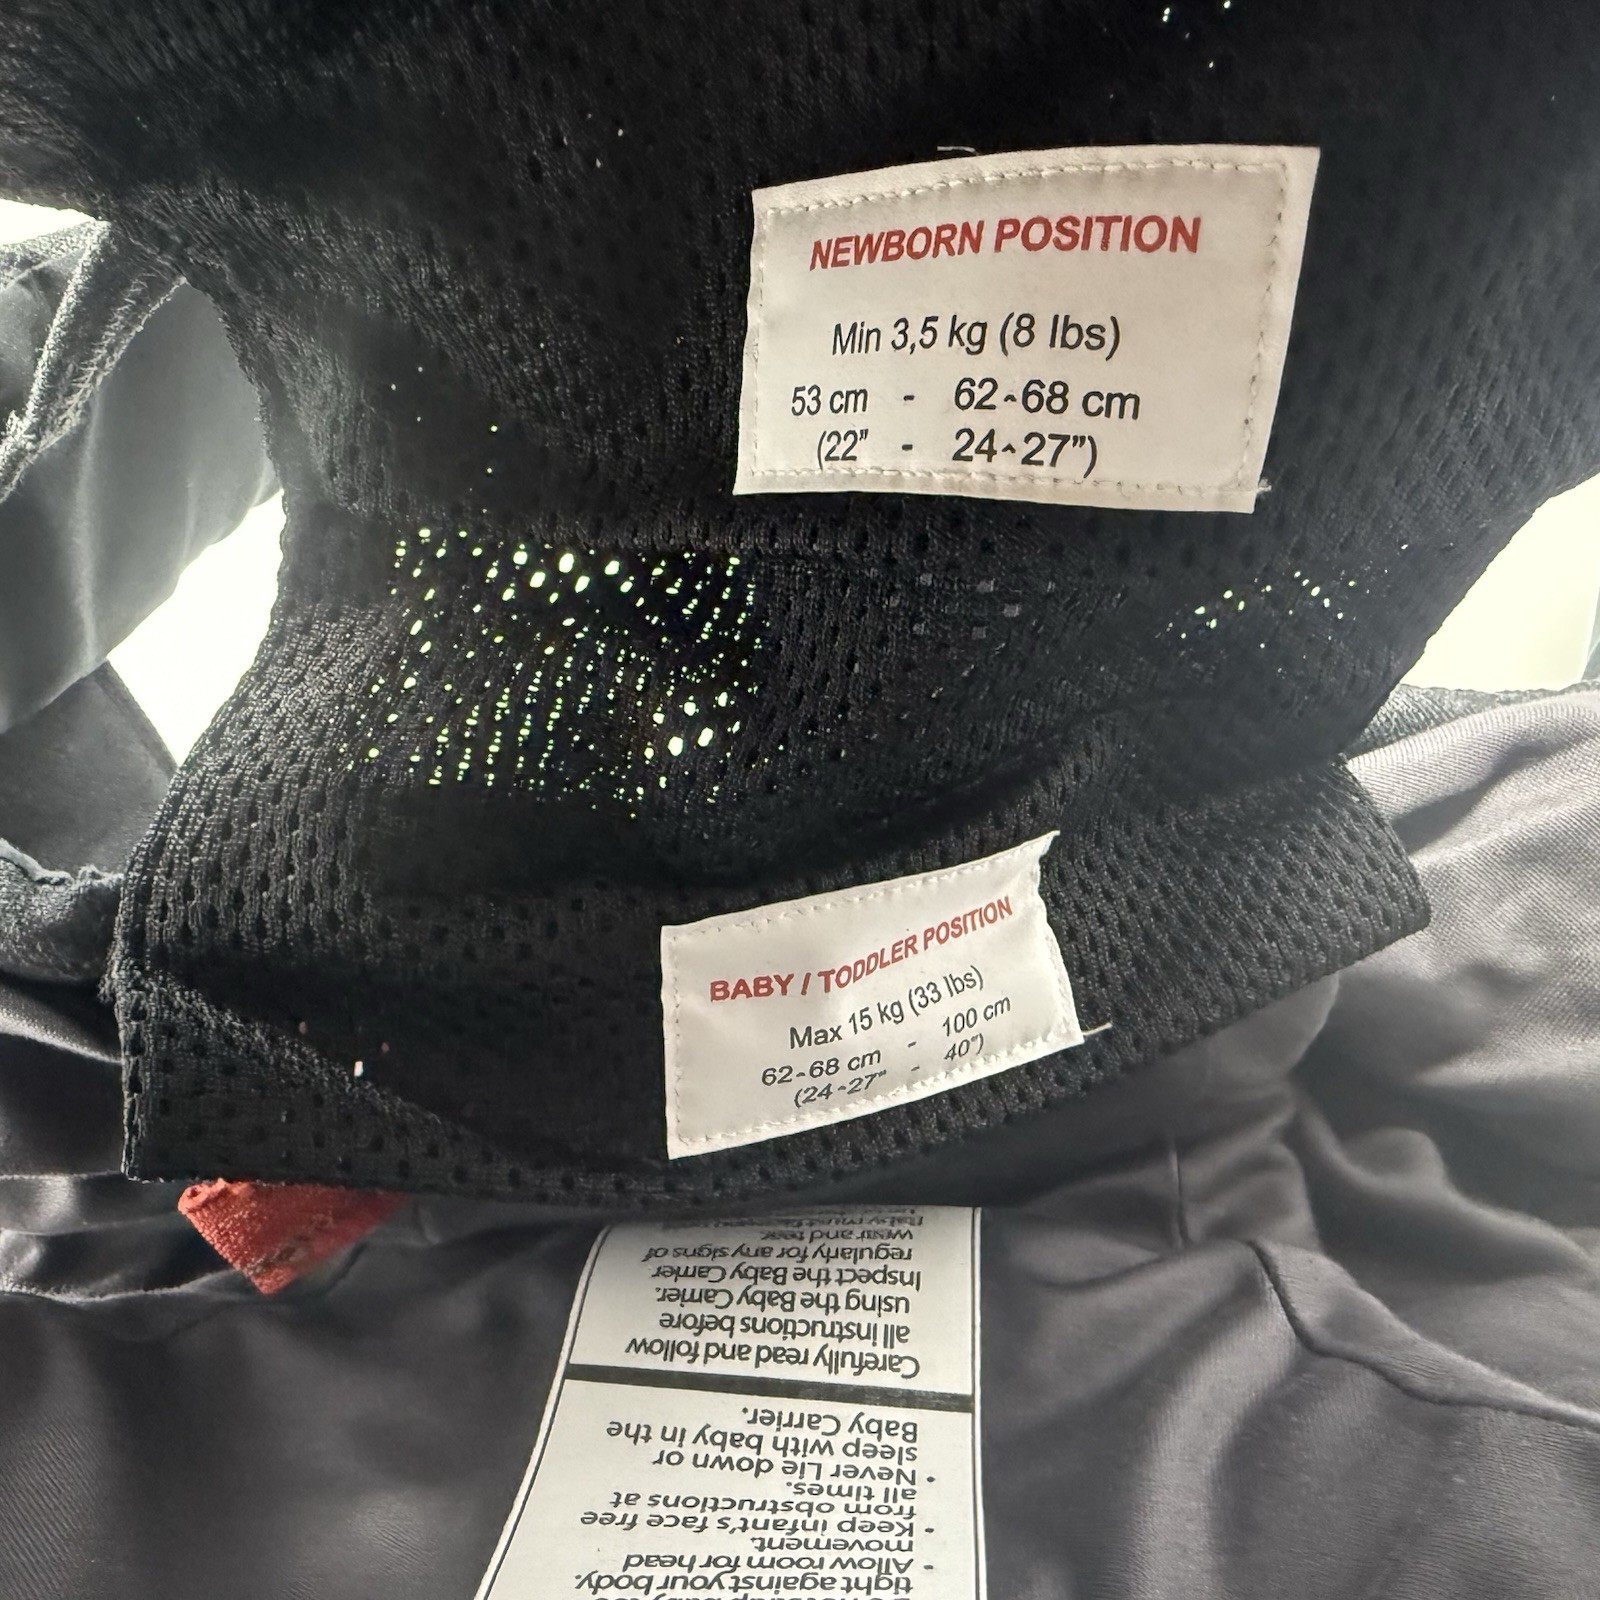 NEWBORN POSITION
Min 3,5 kg (8 lbs)
53 cm - 62-68 cm
(22" - 24-27")
BABY / TODDLER POSITION
Max 15 kg (33 lbs)
62-68 cm - 100 cm
(24-27" - 40")
tight against your body.
• Allow room for head
movement.
• Keep infant's face free
from obstructions at
all times.
• Never Lie down or
sleep with baby in the
Baby Carrier.
Carefully read and follow
all instructions before
using the Baby Carrier.
Inspect the Baby Carrier
regularly for any signs of
wear and tear.
Baby must